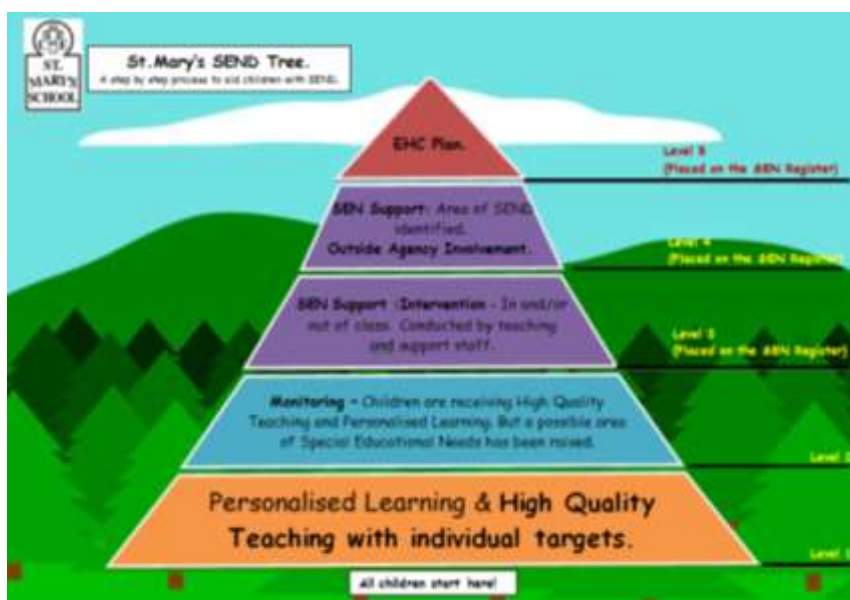 ST.
MARY'S
SCHOOL
St.Mary's SEND Tree.
A step by step process to aid children with SEND.
EHC Plan.
Level 5
(Placed on the SEN Register)
SEN Support: Area of SEND
identified.
Outside Agency Involvement.
Level 4
(Placed on the SEN Register)
SEN Support :Intervention - In and/or
out of class. Conducted by teaching
and support staff.
Level 3
(Placed on the SEN Register)
Monitoring - Children are receiving High Quality
Teaching and Personalised Learning. But a possible area
of Special Educational Needs has been raised.
Level 2
Personalised Learning & High Quality
Teaching with individual targets.
Level 1
All children start here!